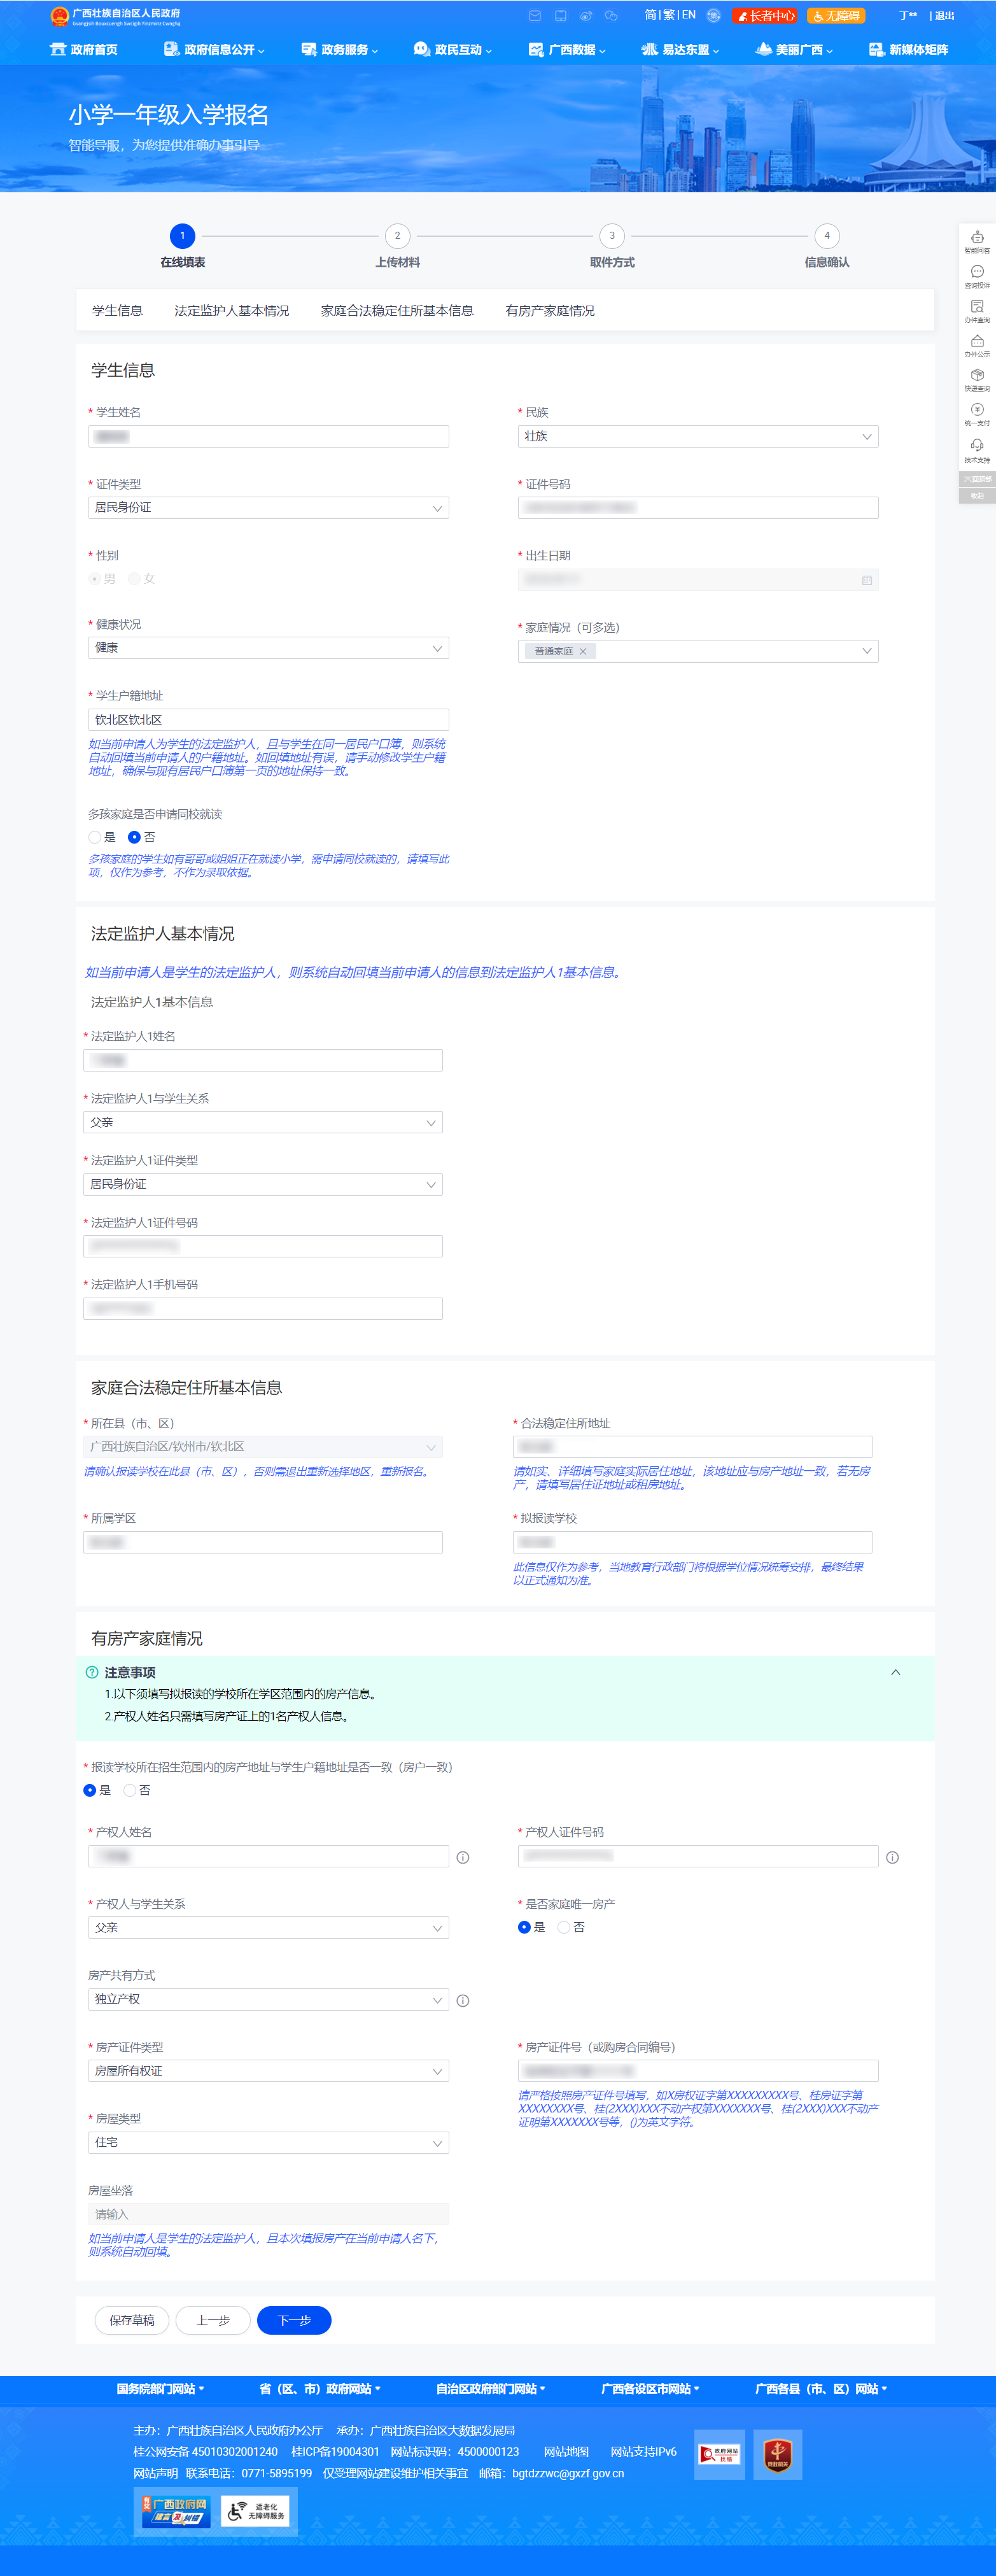 广西壮族自治区人民政府
简 | 繁 | EN
长者中心
无障碍
丁** | 退出
政府首页 政府信息公开 政务服务 政民互动 广西数据 易达东盟 美丽广西 新媒体矩阵
小学一年级入学报名
智能导服，为您提供准确办事引导
1 2 3 4
在线填表 上传材料 取件方式 信息确认
智能问答
咨询投诉
办件查询
办件公示
快递查询
统一支付
技术支持
回顶部
收起
学生信息 法定监护人基本情况 家庭合法稳定住所基本信息 有房产家庭情况
学生信息
* 学生姓名 * 民族
壮族
* 证件类型 * 证件号码
居民身份证
* 性别 * 出生日期
男 女
* 健康状况 * 家庭情况（可多选）
健康 普通家庭 ×
* 学生户籍地址
钦北区钦北区
如当前申请人为学生的法定监护人，且与学生在同一居民户口簿，则系统
自动回填当前申请人的户籍地址。如回填地址有误，请手动修改学生户籍
地址，确保与现有居民户口簿第一页的地址保持一致。
多孩家庭是否申请同校就读
是 否
多孩家庭的学生如有哥哥或姐姐正在就读小学，需申请同校就读的，请填写此
项，仅作为参考，不作为录取依据。
法定监护人基本情况
如当前申请人是学生的法定监护人，则系统自动回填当前申请人的信息到法定监护人1基本信息。
法定监护人1基本信息
* 法定监护人1姓名
* 法定监护人1与学生关系
父亲
* 法定监护人1证件类型
居民身份证
* 法定监护人1证件号码
* 法定监护人1手机号码
家庭合法稳定住所基本信息
* 所在县（市、区） * 合法稳定住所地址
广西壮族自治区/钦州市/钦北区
请确认报读学校在此县（市、区），否则需退出重新选择地区，重新报名。
请如实、详细填写家庭实际居住地址，该地址应与房产地址一致，若无房
产，请填写居住证地址或租房地址。
* 所属学区 * 拟报读学校
此信息仅作为参考，当地教育行政部门将根据学位情况统筹安排，最终结果
以正式通知为准。
有房产家庭情况
注意事项
1.以下须填写拟报读的学校所在学区范围内的房产信息。
2.产权人姓名只需填写房产证上的1名产权人信息。
* 报读学校所在招生范围内的房产地址与学生户籍地址是否一致（房户一致）
是 否
* 产权人姓名 * 产权人证件号码
* 产权人与学生关系 * 是否家庭唯一房产
父亲 是 否
房产共有方式
独立产权
* 房产证件类型 * 房产证件号（或购房合同编号）
房屋所有权证
请严格按照房产证件号填写，如X房权证字第XXXXXXXXX号、桂房证字第
XXXXXXXX号、桂(2XXX)XXX不动产权第XXXXXXX号、桂(2XXX)XXX不动产
证明第XXXXXXX号等，()为英文字符。
* 房屋类型
住宅
房屋坐落
请输入
如当前申请人是学生的法定监护人，且本次填报房产在当前申请人名下，
则系统自动回填。
保存草稿 上一步 下一步
国务院部门网站 省（区、市）政府网站 自治区政府部门网站 广西各设区市网站 广西各县（市、区）网站
主办：广西壮族自治区人民政府办公厅 承办：广西壮族自治区大数据发展局
桂公网安备 45010302001240 桂ICP备19004301 网站标识码：4500000123 网站地图 网站支持IPv6
网站声明 联系电话：0771-5895199 仅受理网站建设维护相关事宜 邮箱：bgtdzzwc@gxzf.gov.cn
政府网站
找错
党政机关
有奖
广西政府网
建言 纠错
适老化
无障碍服务